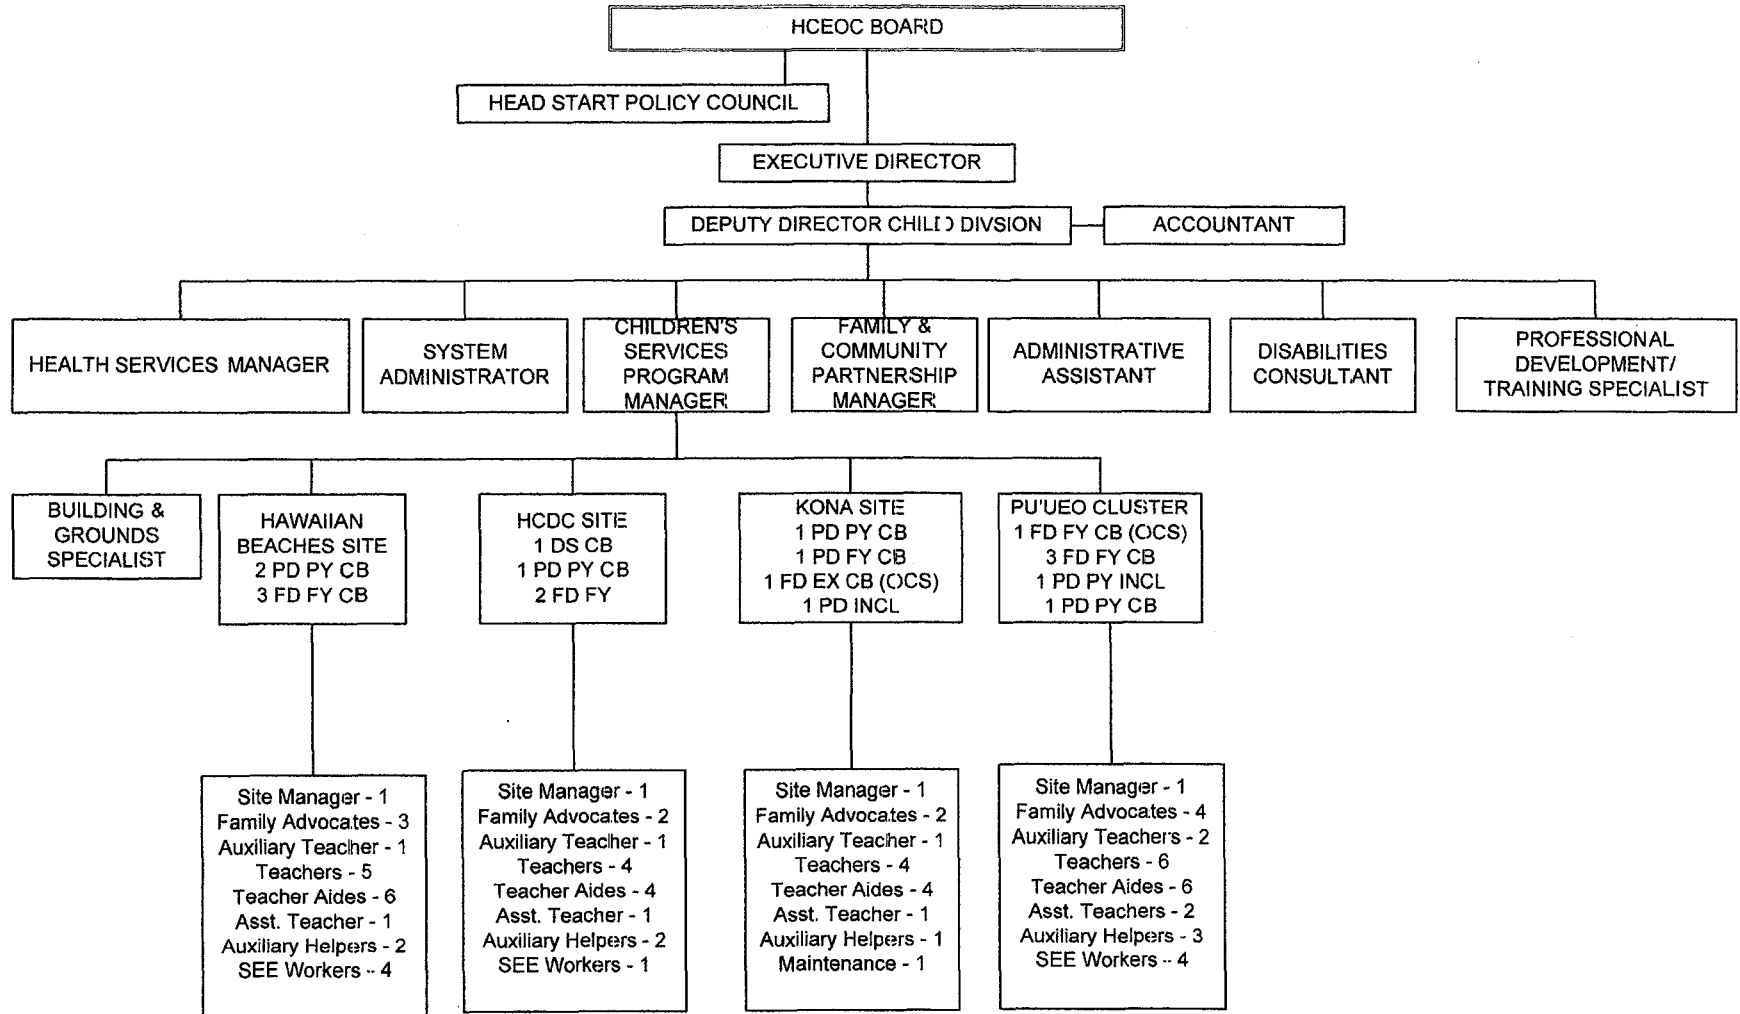 HCEOC BOARD
HEAD START POLICY COUNCIL
EXECUTIVE DIRECTOR
DEPUTY DIRECTOR CHILD DIVSION
ACCOUNTANT
HEALTH SERVICES MANAGER
SYSTEM
ADMINISTRATOR
CHILDREN'S
SERVICES
PROGRAM
MANAGER
FAMILY &
COMMUNITY
PARTNERSHIP
MANAGER
ADMINISTRATIVE
ASSISTANT
DISABILITIES
CONSULTANT
PROFESSIONAL
DEVELOPMENT/
TRAINING SPECIALIST
BUILDING &
GROUNDS
SPECIALIST
HAWAIIAN
BEACHES SITE
2 PD PY CB
3 FD FY CB
HCDC SITE
1 DS CB
1 PD PY CB
2 FD FY
KONA SITE
1 PD PY CB
1 PD FY CB
1 FD EX CB (OCS)
1 PD INCL
PU'UEO CLUSTER
1 FD FY CB (OCS)
3 FD FY CB
1 PD PY INCL
1 PD PY CB
Site Manager - 1
Family Advocates - 3
Auxiliary Teacher - 1
Teachers - 5
Teacher Aides - 6
Asst. Teacher - 1
Auxiliary Helpers - 2
SEE Workers - 4
Site Manager - 1
Family Advocates - 2
Auxiliary Teacher - 1
Teachers - 4
Teacher Aides - 4
Asst. Teacher - 1
Auxiliary Helpers - 2
SEE Workers - 1
Site Manager - 1
Family Advocates - 2
Auxiliary Teacher - 1
Teachers - 4
Teacher Aides - 4
Asst. Teacher - 1
Auxiliary Helpers - 1
Maintenance - 1
Site Manager - 1
Family Advocates - 4
Auxiliary Teachers - 2
Teachers - 6
Teacher Aides - 6
Asst. Teachers - 2
Auxiliary Helpers - 3
SEE Workers - 4